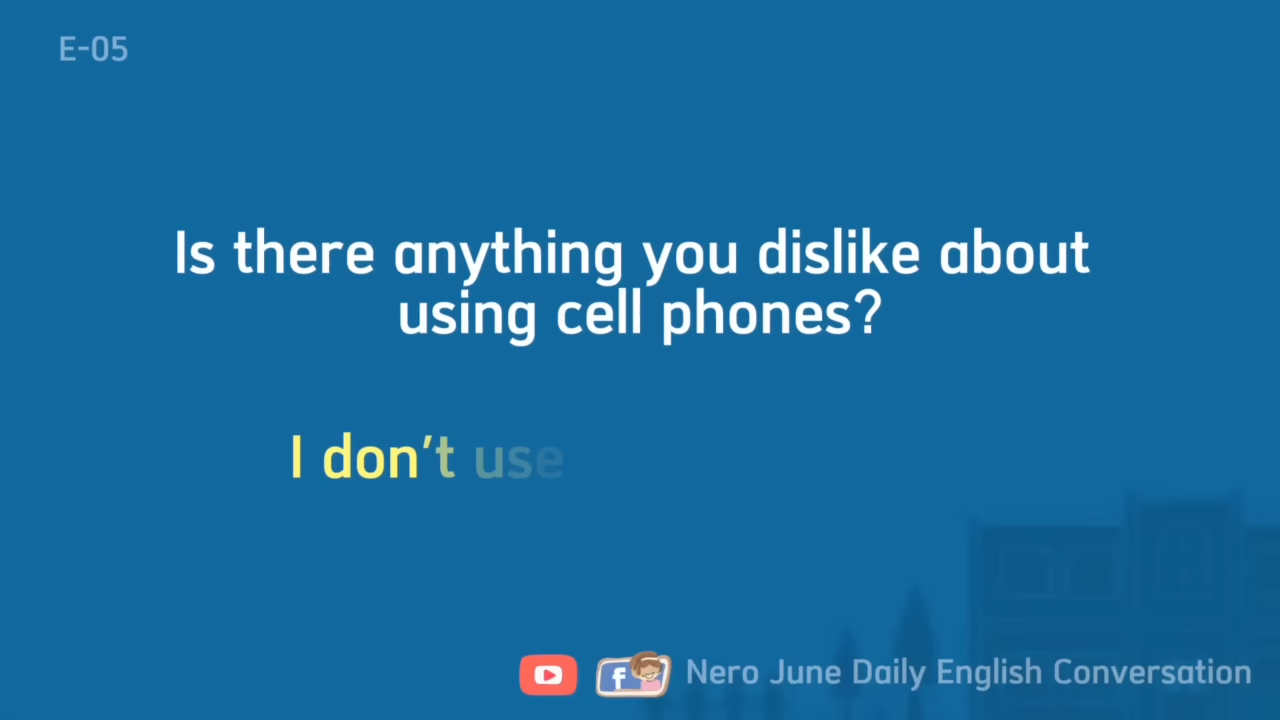 E-05
Is there anything you dislike about
using cell phones?
I don't use
Nero June Daily English Conversation